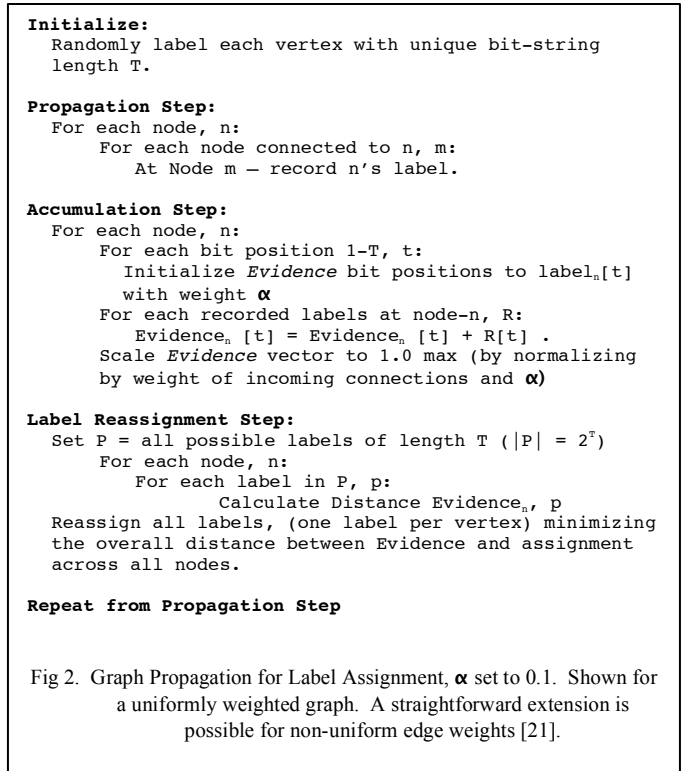 Initialize:
Randomly label each vertex with unique bit-string
length T.
Propagation Step:
For each node, n:
For each node connected to n, m:
At Node m – record n's label.
Accumulation Step:
For each node, n:
For each bit position 1-T, t:
Initialize Evidence bit positions to labelₙ[t]
with weight α
For each recorded labels at node-n, R:
Evidenceₙ [t] = Evidenceₙ [t] + R[t] .
Scale Evidence vector to 1.0 max (by normalizing
by weight of incoming connections and α)
Label Reassignment Step:
Set P = all possible labels of length T (|P| = 2ᵀ)
For each node, n:
For each label in P, p:
Calculate Distance Evidenceₙ, p
Reassign all labels, (one label per vertex) minimizing
the overall distance between Evidence and assignment
across all nodes.
Repeat from Propagation Step
Fig 2. Graph Propagation for Label Assignment, α set to 0.1. Shown for
a uniformly weighted graph. A straightforward extension is
possible for non-uniform edge weights [21].